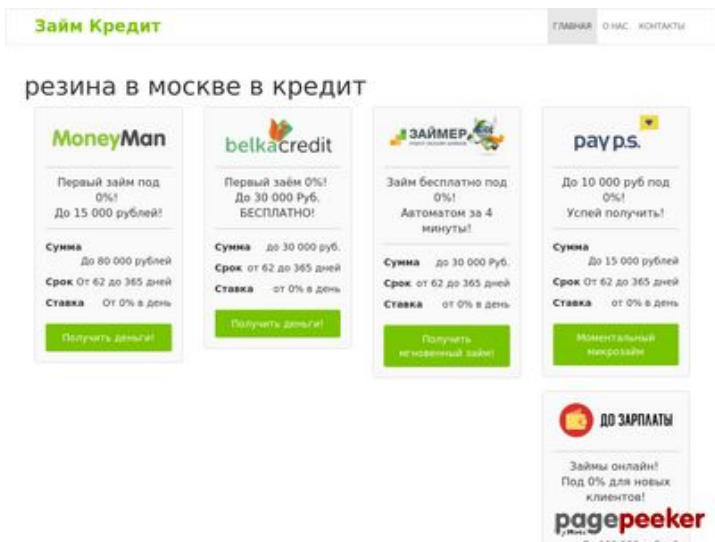 Займ Кредит
ГЛАВНАЯ О НАС КОНТАКТЫ
резина в москве в кредит
MoneyMan
Первый займ под
0%!
До 15 000 рублей!
Сумма
До 80 000 рублей
Срок От 62 до 365 дней
Ставка От 0% в день
Получить деньги!
belkacredit
Первый заём 0%!
До 30 000 Руб.
БЕСПЛАТНО!
Сумма до 30 000 руб.
Срок от 62 до 365 дней
Ставка от 0% в день
Получить деньги!
ЗАЙМЕР
Займ бесплатно под
0%!
Автоматом за 4
минуты!
Сумма до 30 000 Руб.
Срок от 62 до 365 дней
Ставка от 0% в день
Получить
мгновенный займ!
pay p.s.
До 10 000 руб под
0%!
Успей получить!
Сумма
До 15 000 рублей
Срок От 62 до 365 дней
Ставка от 0% в день
Моментальный
микрозайм
ДО ЗАРПЛАТЫ
Займы онлайн!
Под 0% для новых
клиентов!
pagepeeker